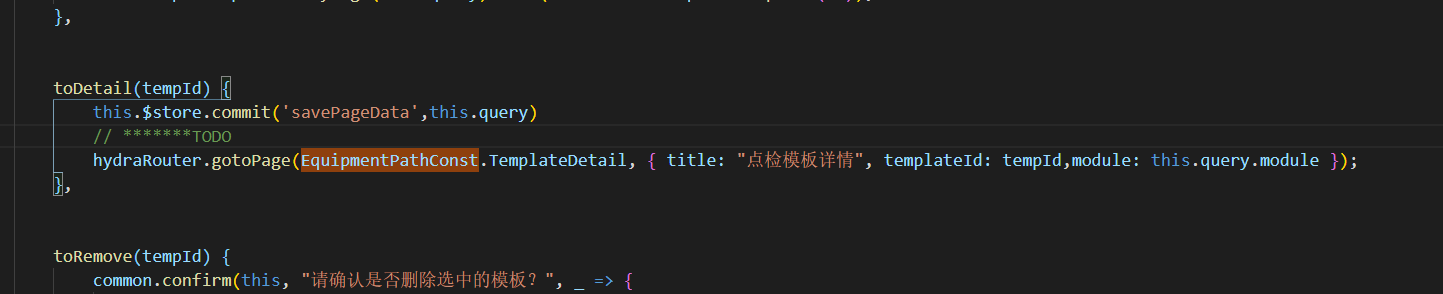 },
toDetail(tempId) {
this.$store.commit('savePageData',this.query)
// *******TODO
hydraRouter.gotoPage(EquipmentPathConst.TemplateDetail, { title: "点检模板详情", templateId: tempId,module: this.query.module });
},
toRemove(tempId) {
common.confirm(this, "请确认是否删除选中的模板？", _ => {